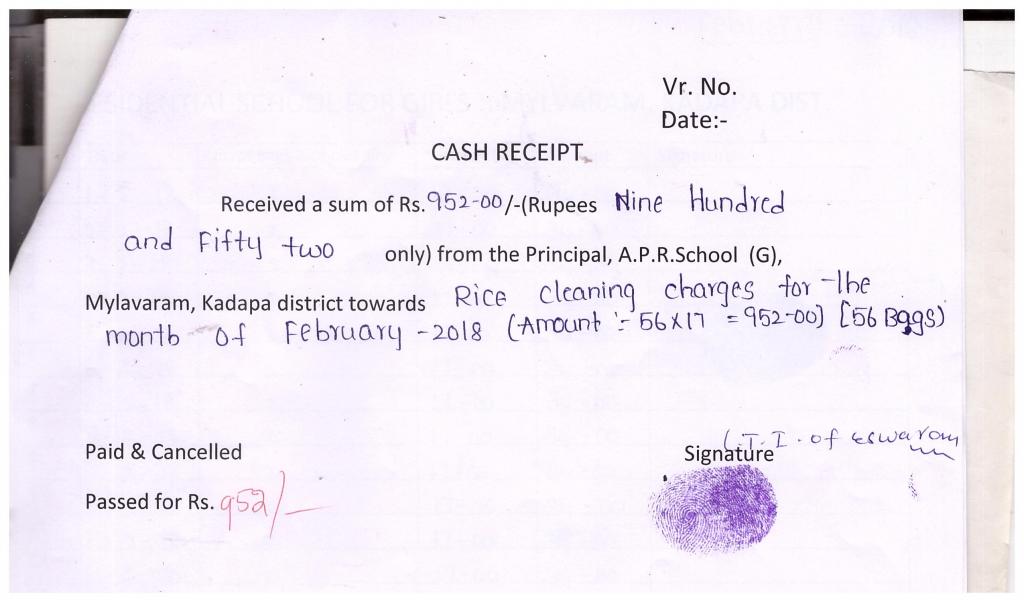 Vr. No.
Date:-
CASH RECEIPT
Received a sum of Rs.952-00/-(Rupees Nine Hundred
and Fifty two only) from the Principal, A.P.R.School (G),
Mylavaram, Kadapa district towards Rice cleaning charges for the
month of February -2018 (Amount :- 56x17 = 952-00) [56 Bags)
L.T.I. of eswaram
Paid & Cancelled
Signature
Passed for Rs. 952/-